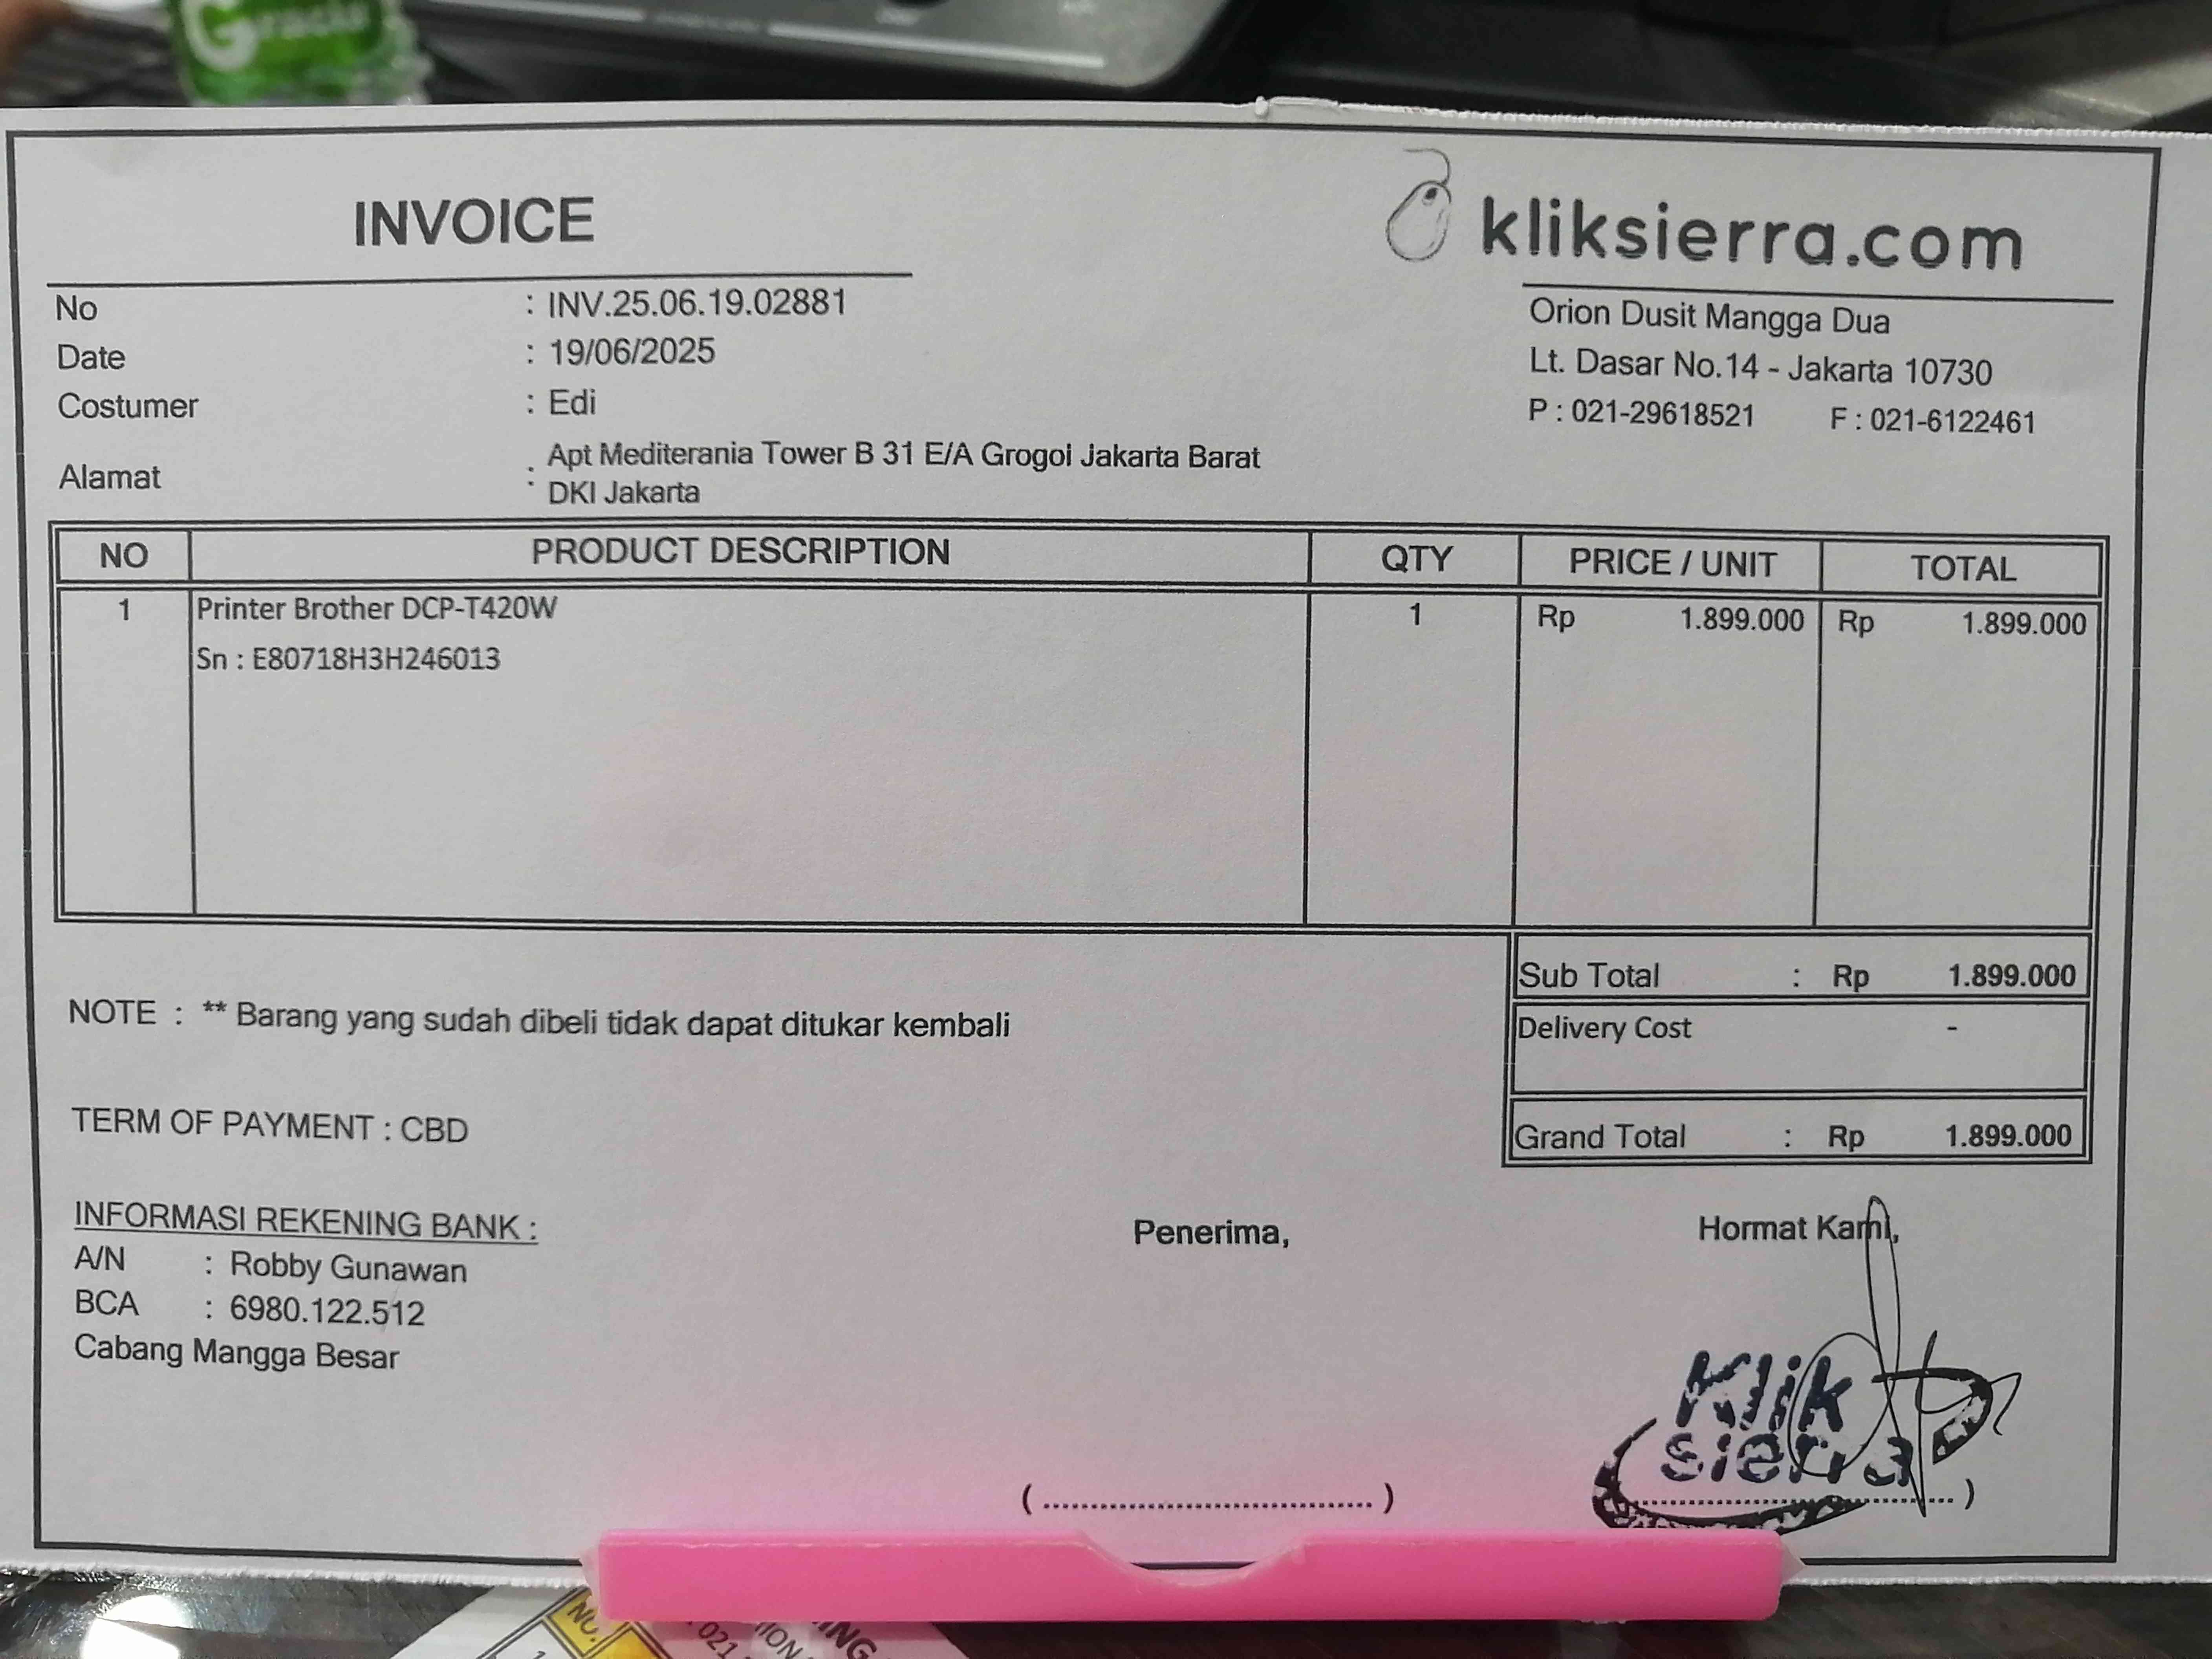 Gracia
INVOICE
kliksierra.com
No : INV.25.06.19.02881
Date : 19/06/2025
Costumer : Edi
Alamat : Apt Mediterania Tower B 31 E/A Grogol Jakarta Barat
DKI Jakarta
Orion Dusit Mangga Dua
Lt. Dasar No.14 - Jakarta 10730
P : 021-29618521 F : 021-6122461
NO PRODUCT DESCRIPTION QTY PRICE / UNIT TOTAL
1 Printer Brother DCP-T420W 1 Rp 1.899.000 Rp 1.899.000
Sn : E80718H3H246013
Sub Total : Rp 1.899.000
Delivery Cost -
Grand Total : Rp 1.899.000
NOTE : ** Barang yang sudah dibeli tidak dapat ditukar kembali
TERM OF PAYMENT : CBD
INFORMASI REKENING BANK :
A/N : Robby Gunawan
BCA : 6980.122.512
Cabang Mangga Besar
Penerima,
(....................................)
Hormat Kami,
Klik
sierra
....................................)
NO.
021